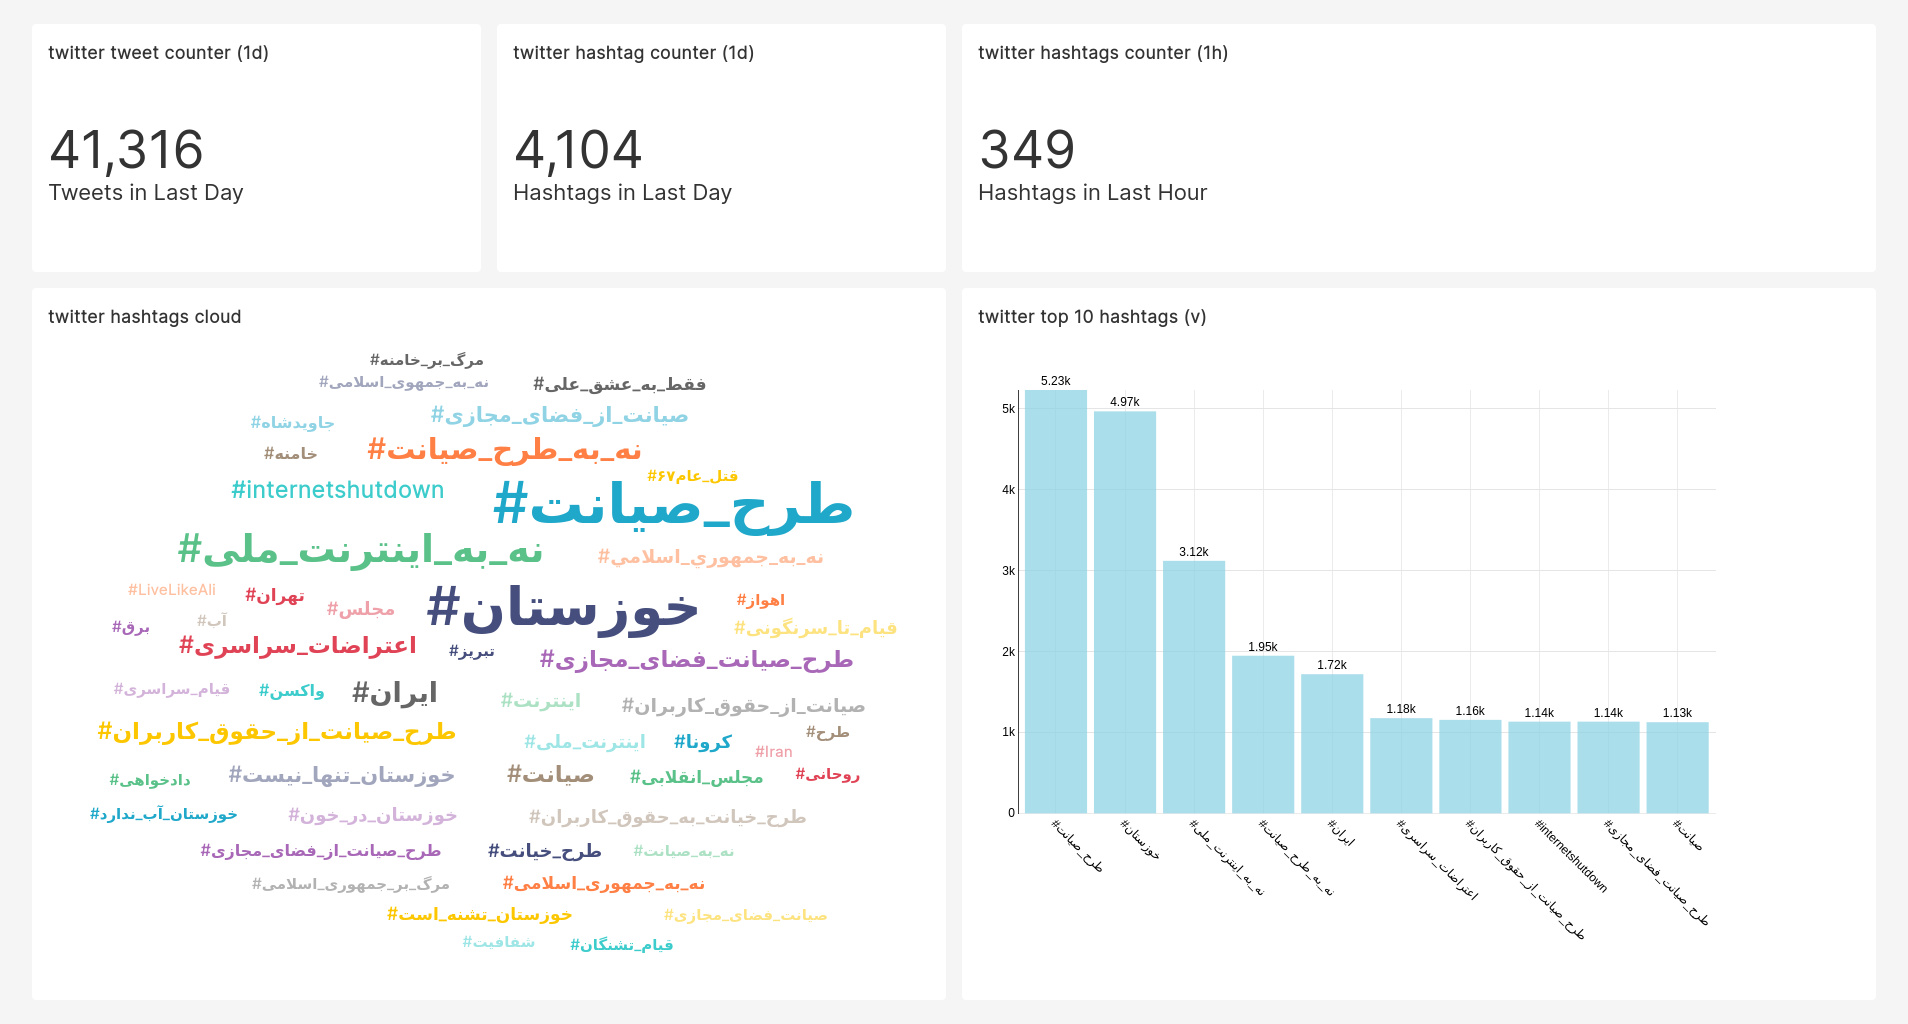 twitter tweet counter (1d)
41,316
Tweets in Last Day
twitter hashtag counter (1d)
4,104
Hashtags in Last Day
twitter hashtags counter (1h)
349
Hashtags in Last Hour
twitter hashtags cloud
#مرگ_بر_خامنه
#نه_به_جمهوی_اسلامی
#فقط_به_عشق_علی
#جاویدشاه
#صیانت_از_فضای_مجازی
#خامنه
#نه_به_طرح_صیانت
#قتل_عام۶۷
#internetshutdown
#طرح_صیانت
#نه_به_اینترنت_ملی
#نه_به_جمهوري_اسلامي
#LiveLikeAli
#تهران
#مجلس
#خوزستان
#اهواز
#برق
#آب
#قیام_تا_سرنگونی
#اعتراضات_سراسری
#تبریز
#طرح_صیانت_فضای_مجازی
#قیام_سراسری
#واکسن
#ایران
#اینترنت
#صیانت_از_حقوق_کاربران
#طرح_صیانت_از_حقوق_کاربران
#اینترنت_ملی
#کرونا
#طرح
#Iran
#دادخواهی
#خوزستان_تنها_نیست
#صیانت
#مجلس_انقلابی
#روحانی
#خوزستان_آب_ندارد
#خوزستان_در_خون
#طرح_خیانت_به_حقوق_کاربران
#طرح_صیانت_از_فضای_مجازی
#طرح_خیانت
#نه_به_صیانت
#مرگ_بر_جمهوری_اسلامی
#نه_به_جمهوری_اسلامی
#خوزستان_تشنه_است
#صیانت_فضای_مجازی
#شفافیت
#قیام_تشنگان
twitter top 10 hashtags (v)
5k
4k
3k
2k
1k
0
5.23k
4.97k
3.12k
1.95k
1.72k
1.18k
1.16k
1.14k
1.14k
1.13k
#طرح_صیانت
#خوزستان
#نه_به_اینترنت_ملی
#نه_به_طرح_صیانت
#ایران
#اعتراضات_سراسری
#طرح_صیانت_از_حقوق_کاربران
#internetshutdown
#طرح_صیانت_فضای_مجازی
#صیانت